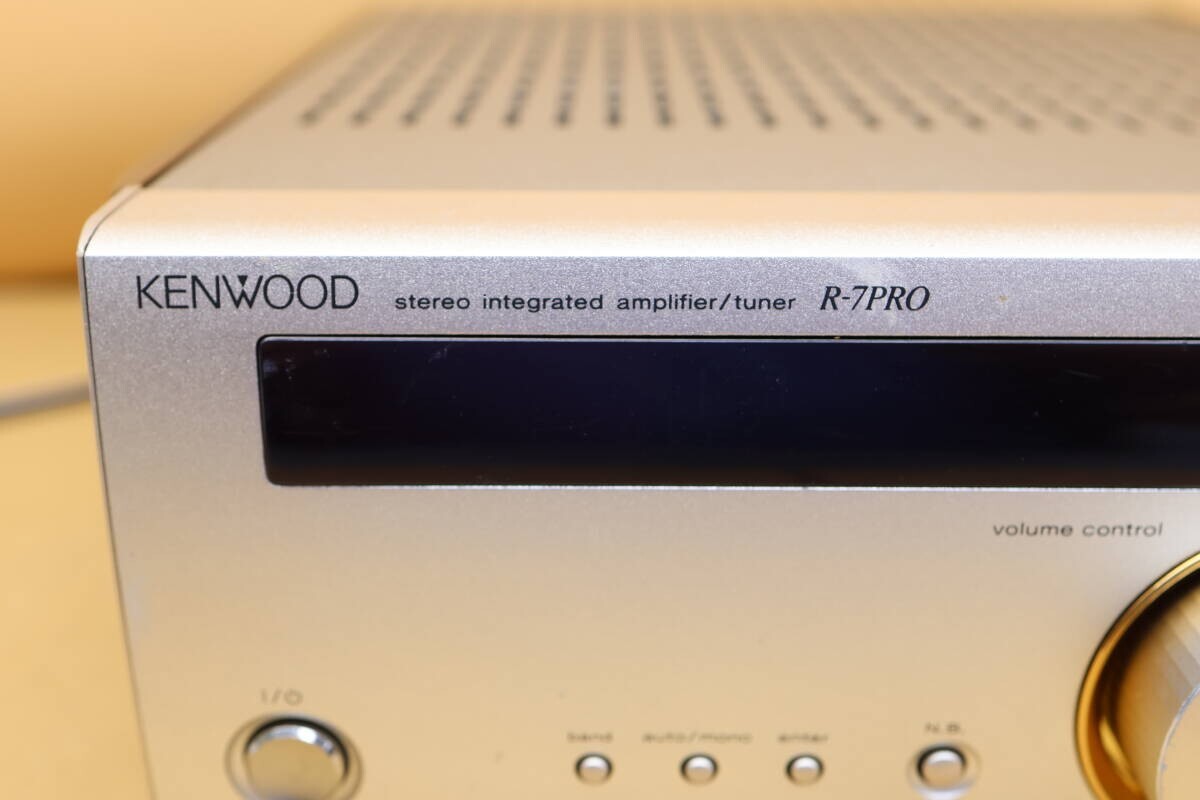 KENWOOD stereo integrated amplifier/tuner R-7PRO
volume control
I/⏻
band auto/mono enter N.B.